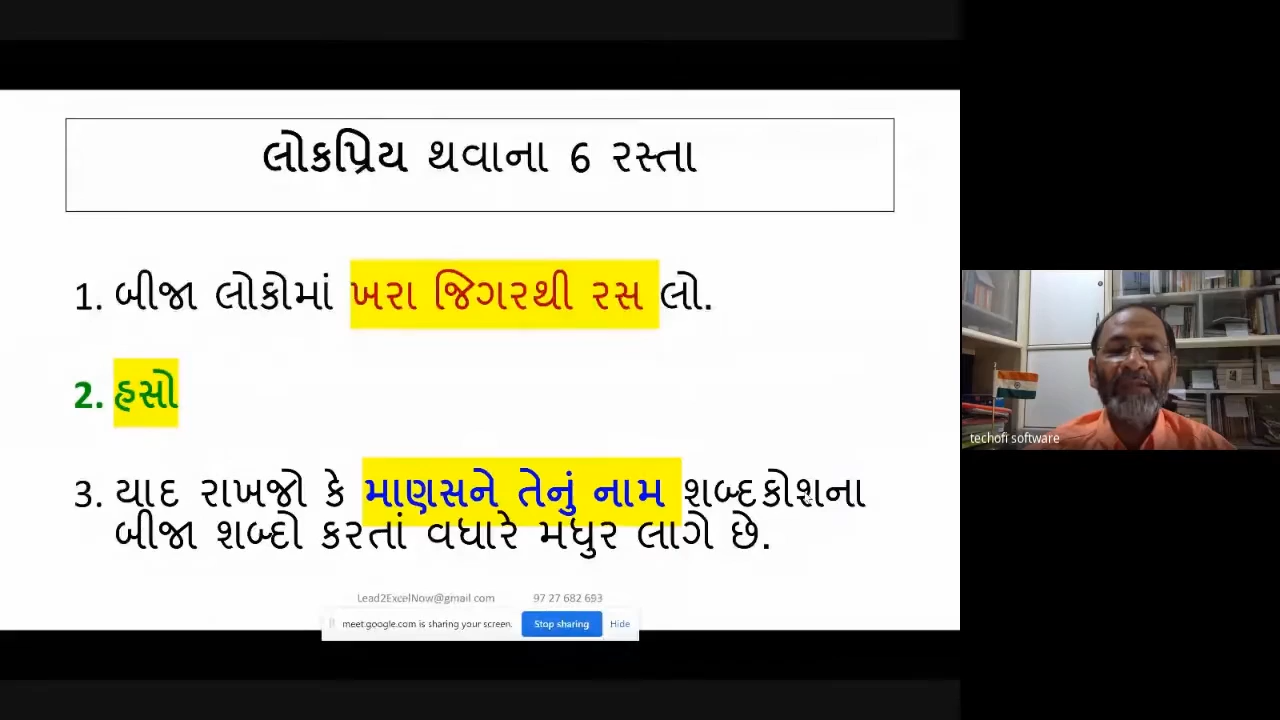 લોકપ્રિય થવાના 6 રસ્તા
1. બીજા લોકોમાં ખરા જિગરથી રસ લો.
2. હસો
3. યાદ રાખજો કે માણસને તેનું નામ શબ્દકોશના
બીજા શબ્દો કરતાં વધારે મધુર લાગે છે.
techofi software
Lead2ExcelNow@gmail.com 97 27 682 693
meet.google.com is sharing your screen. Stop sharing Hide